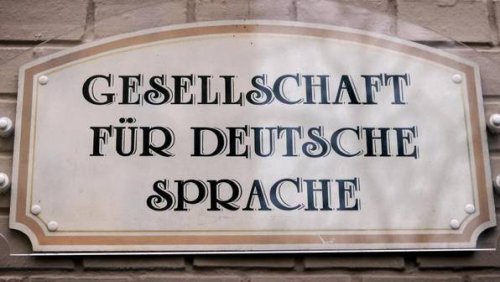 GESELLSCHAFT
FÜR DEUTSCHE
SPRACHE